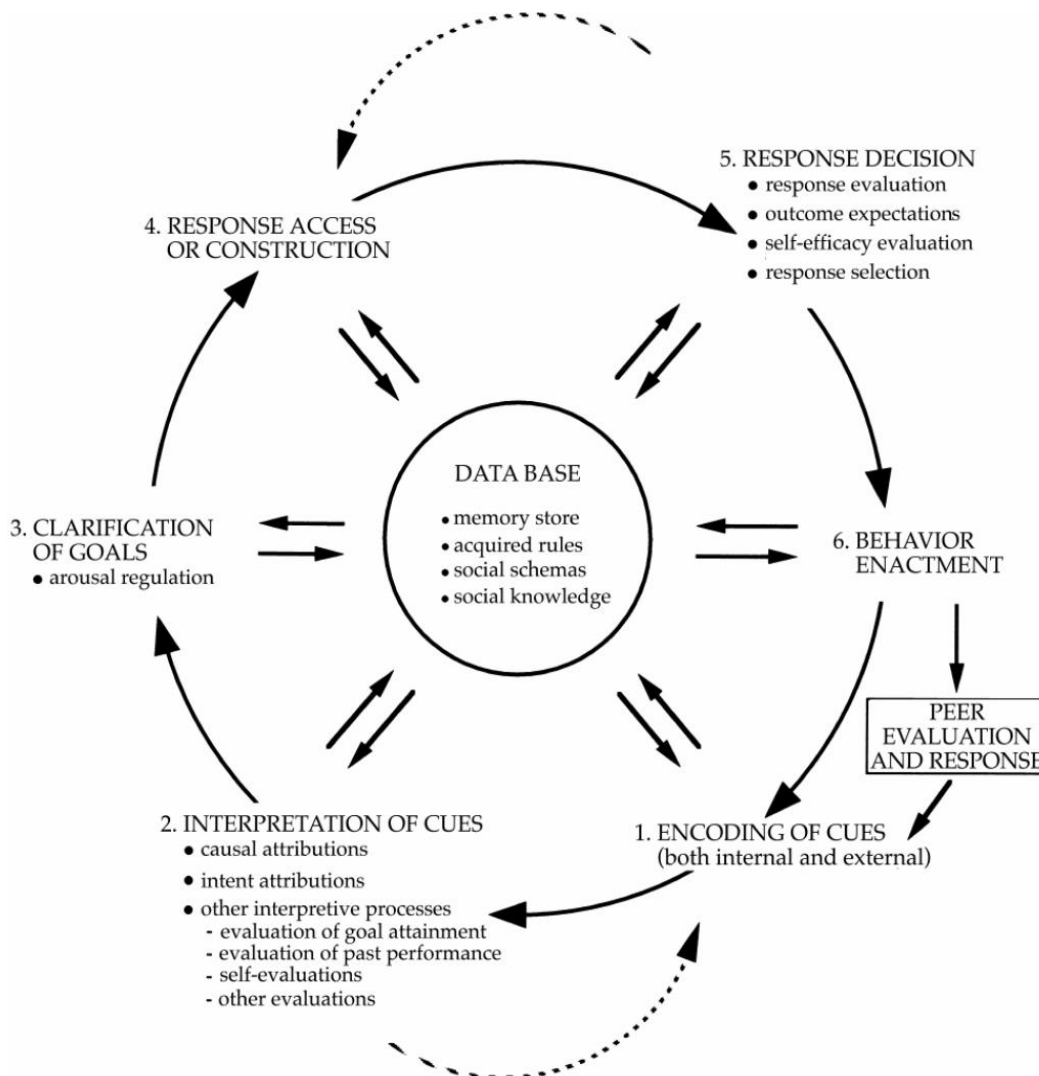 5. RESPONSE DECISION
• response evaluation
• outcome expectations
• self-efficacy evaluation
• response selection
4. RESPONSE ACCESS
OR CONSTRUCTION
DATA BASE
• memory store
• acquired rules
• social schemas
• social knowledge
3. CLARIFICATION
OF GOALS
• arousal regulation
6. BEHAVIOR
ENACTMENT
PEER
EVALUATION
AND RESPONSE
2. INTERPRETATION OF CUES
• causal attributions
• intent attributions
• other interpretive processes
- evaluation of goal attainment
- evaluation of past performance
- self-evaluations
- other evaluations
1. ENCODING OF CUES
(both internal and external)